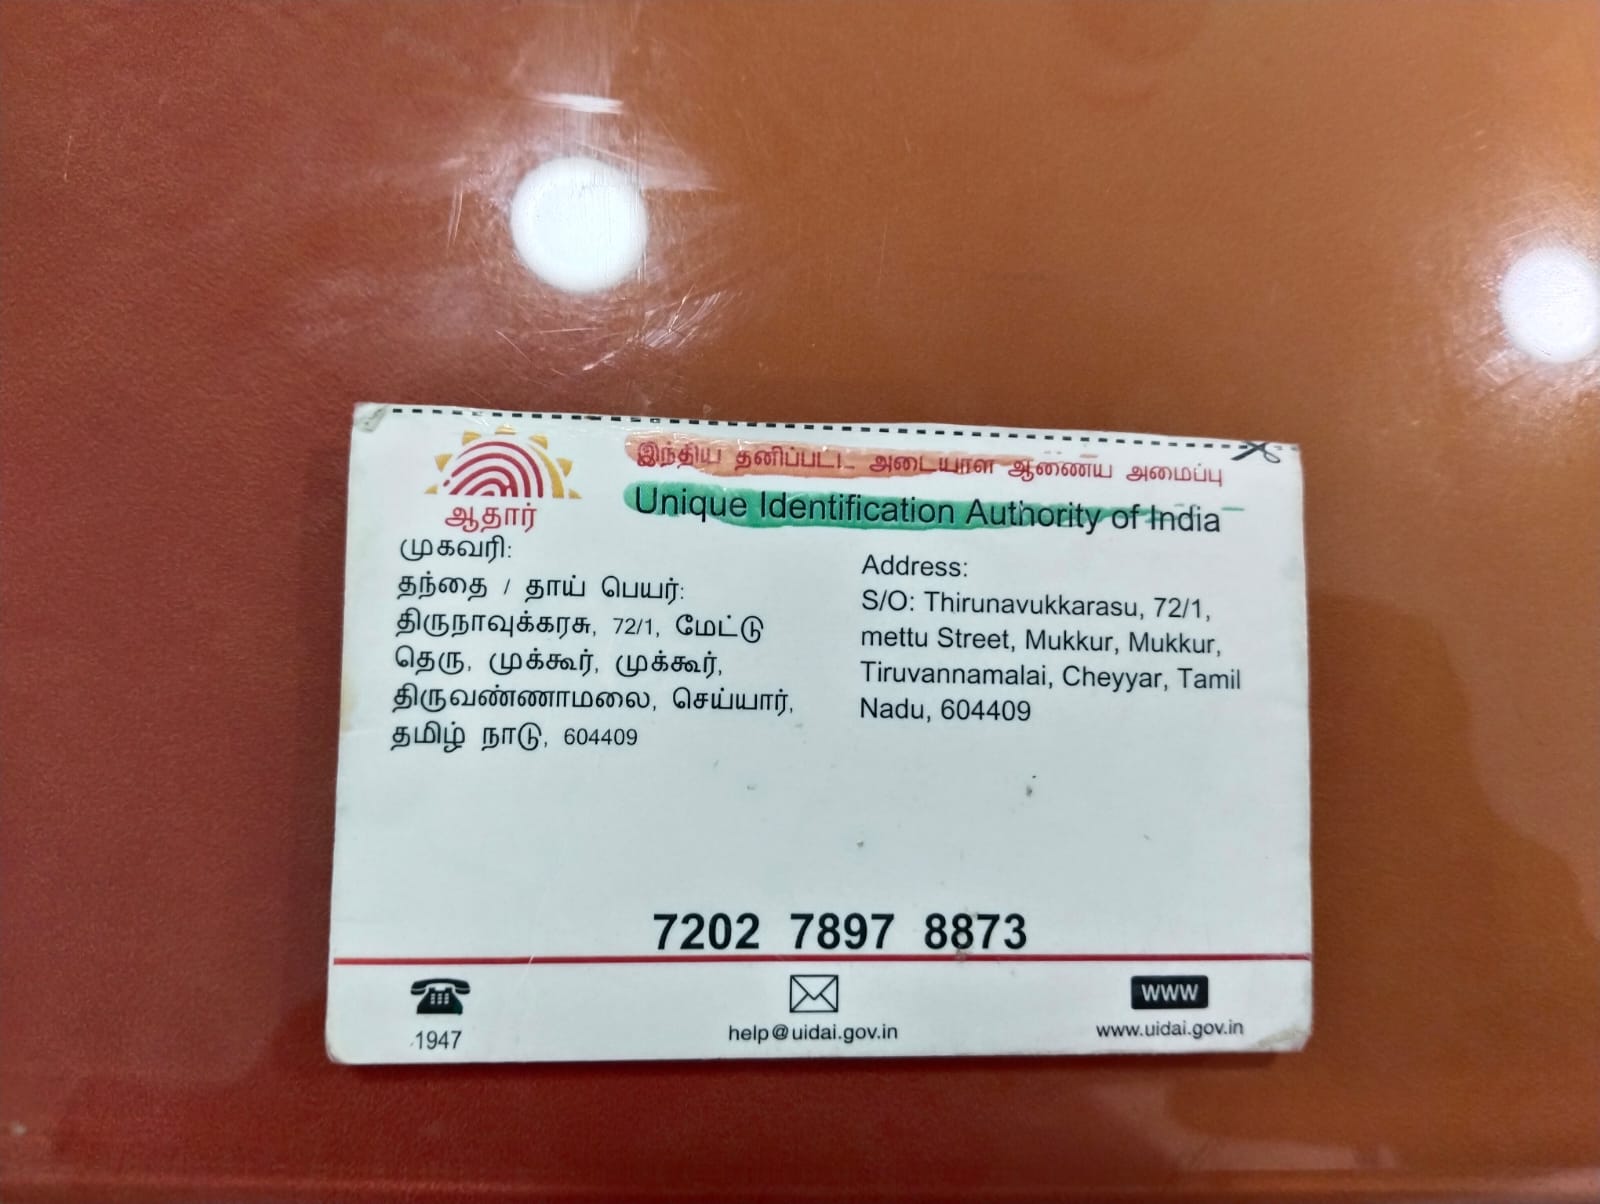 இந்திய தனிப்பட்ட அடையாள ஆணைய அமைப்பு
Unique Identification Authority of India
ஆதார்
முகவரி:
தந்தை / தாய் பெயர்:
திருநாவுக்கரசு, 72/1, மேட்டு
தெரு, முக்கூர், முக்கூர்,
திருவண்ணாமலை, செய்யார்,
தமிழ் நாடு, 604409
Address:
S/O: Thirunavukkarasu, 72/1,
mettu Street, Mukkur, Mukkur,
Tiruvannamalai, Cheyyar, Tamil
Nadu, 604409
7202 7897 8873
1947
help@uidai.gov.in
www
www.uidai.gov.in